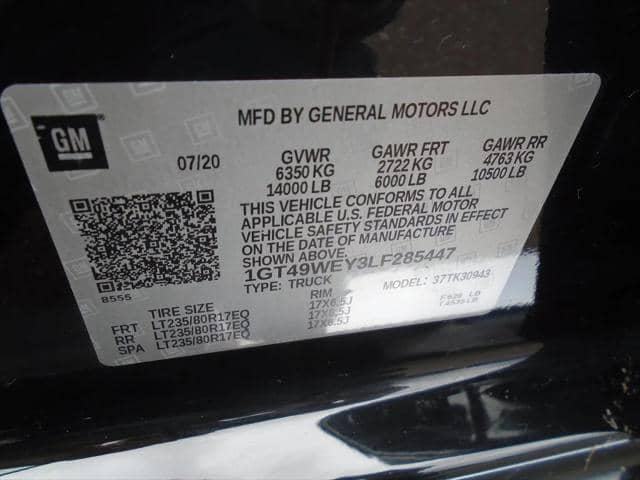 MFD BY GENERAL MOTORS LLC
GM
07/20 GVWR GAWR FRT GAWR RR
6350 KG 2722 KG 4763 KG
14000 LB 6000 LB 10500 LB
THIS VEHICLE CONFORMS TO ALL
APPLICABLE U.S. FEDERAL MOTOR
VEHICLE SAFETY STANDARDS IN EFFECT
ON THE DATE OF MANUFACTURE
SHOWN ABOVE.
1GT49WEY3LF285447
TYPE: TRUCK MODEL: 37TK30943
8555
TIRE SIZE RIM
FRT LT235/80R17EQ 17X6.5J
RR LT235/80R17EQ 17X6.5J
SPA LT235/80R17EQ 17X6.5J
LB
LB